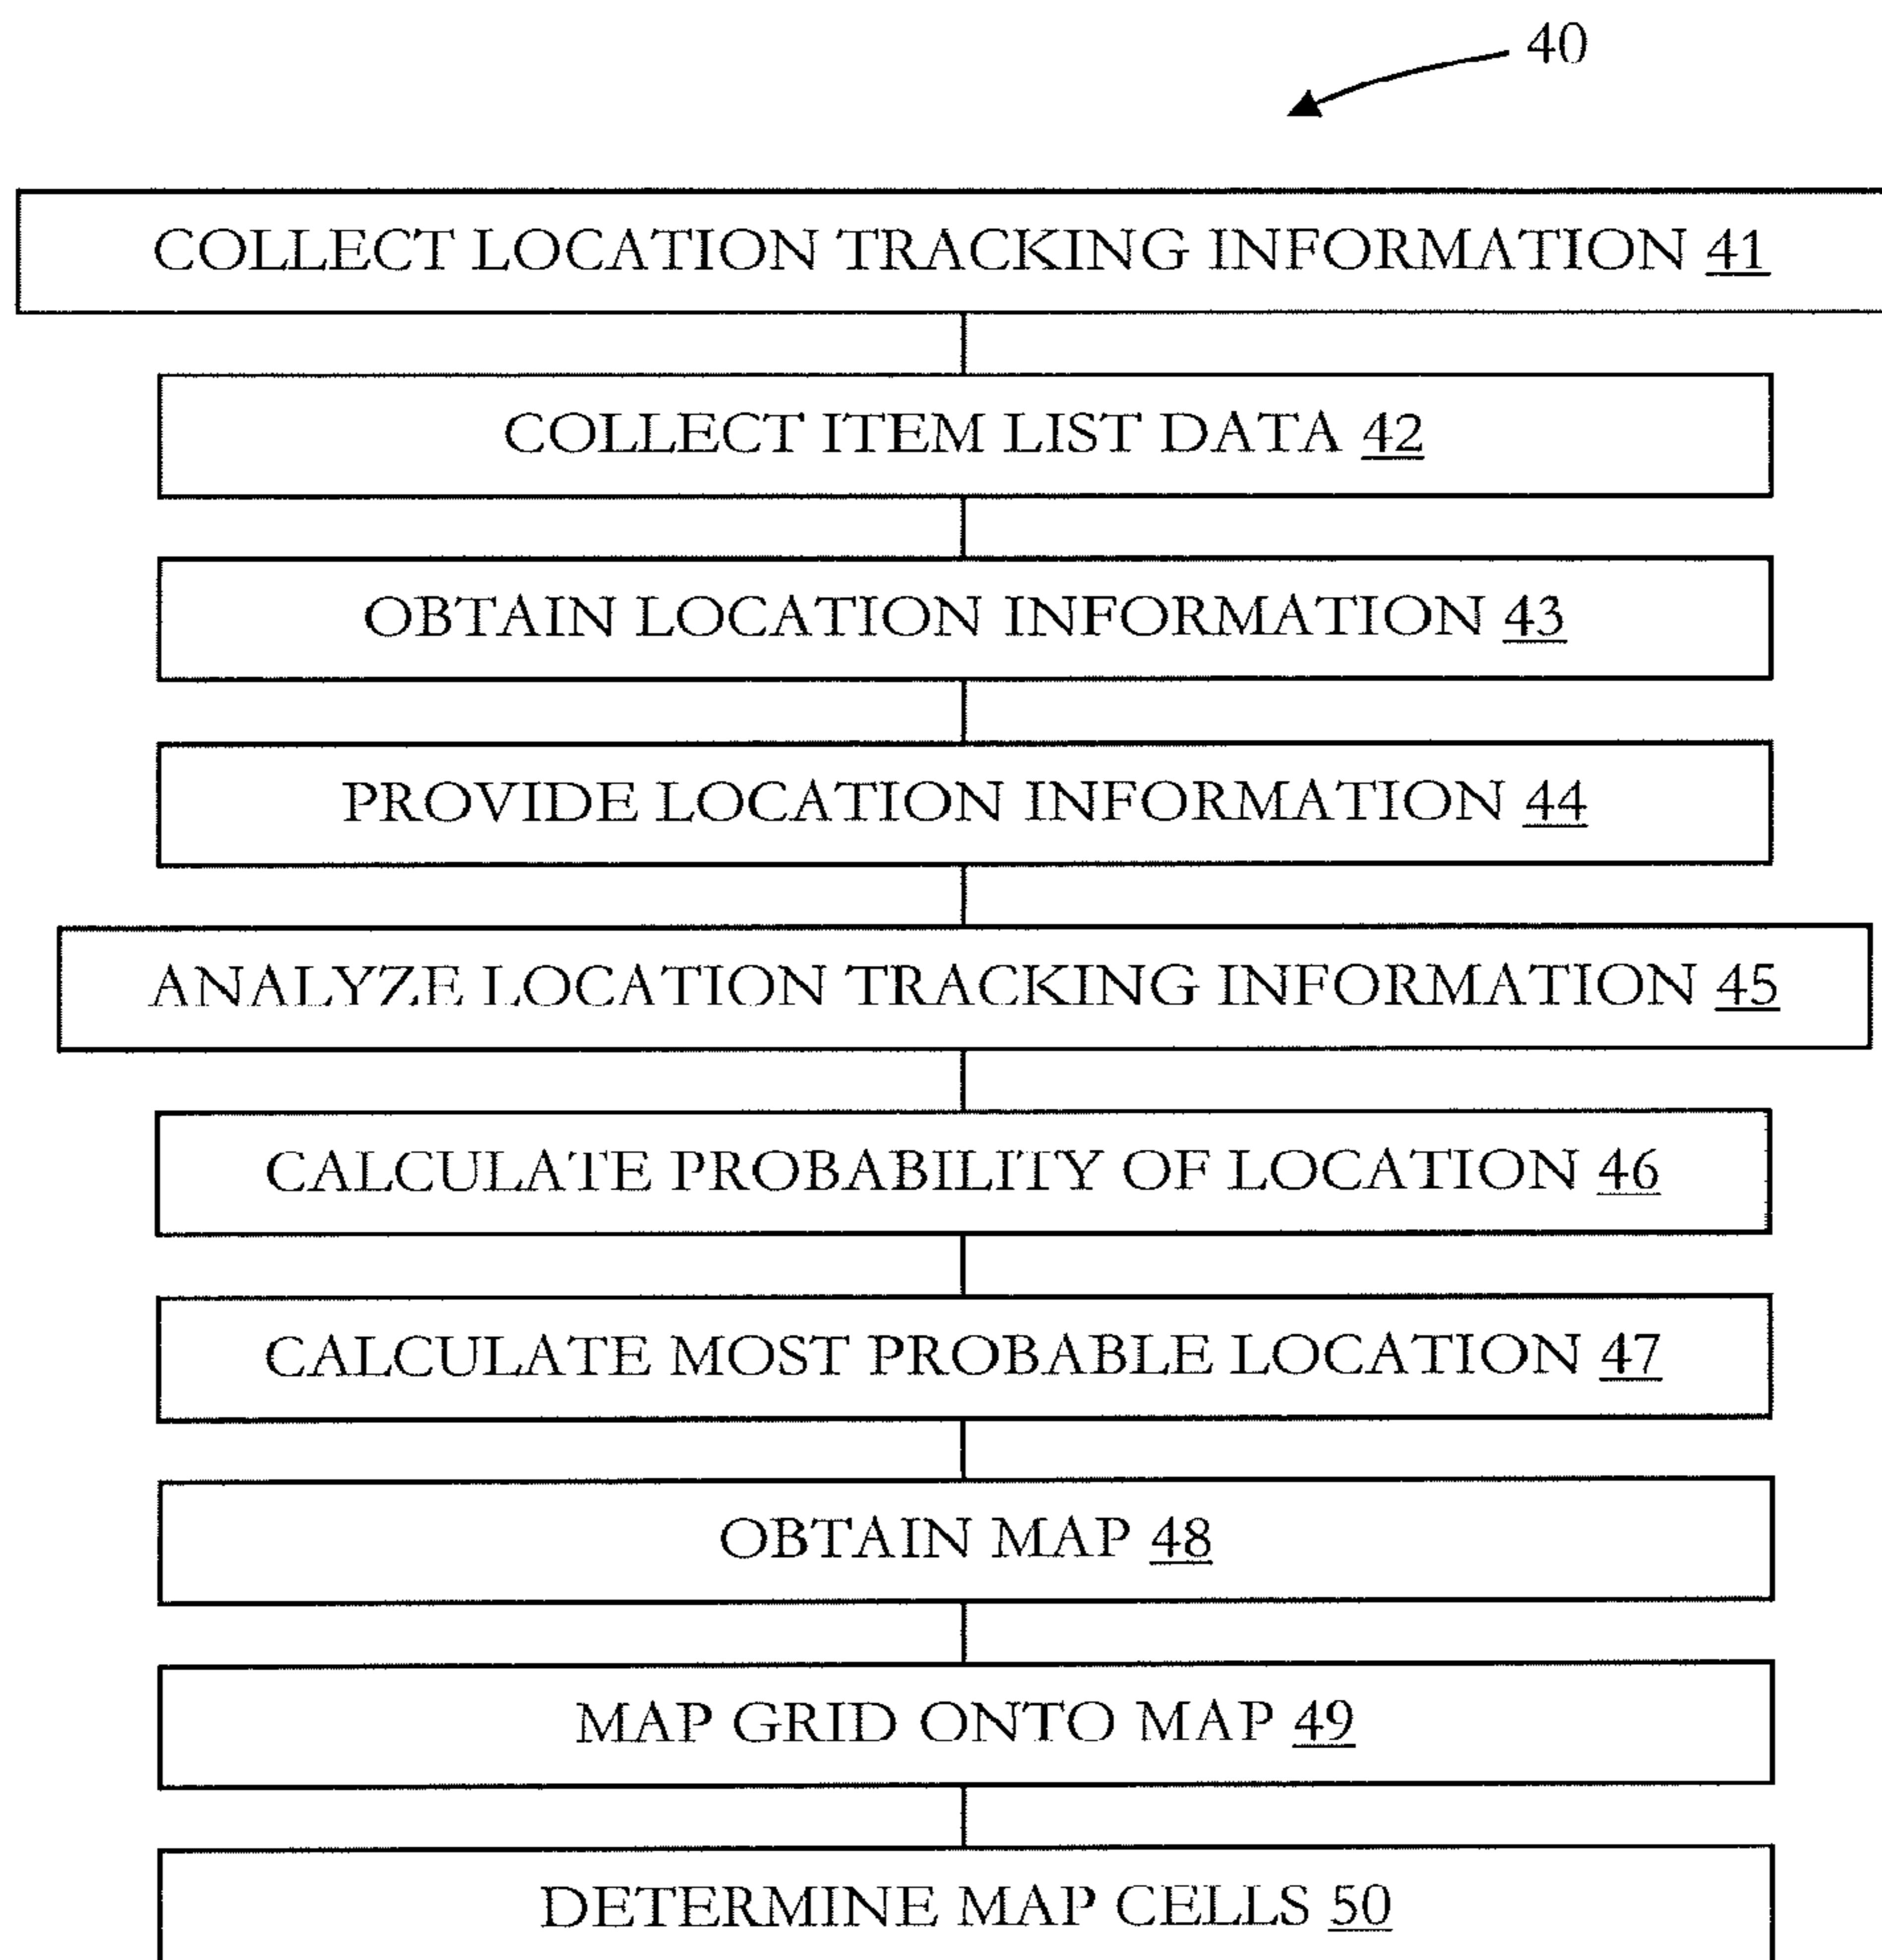 40
COLLECT LOCATION TRACKING INFORMATION 41
COLLECT ITEM LIST DATA 42
OBTAIN LOCATION INFORMATION 43
PROVIDE LOCATION INFORMATION 44
ANALYZE LOCATION TRACKING INFORMATION 45
CALCULATE PROBABILITY OF LOCATION 46
CALCULATE MOST PROBABLE LOCATION 47
OBTAIN MAP 48
MAP GRID ONTO MAP 49
DETERMINE MAP CELLS 50